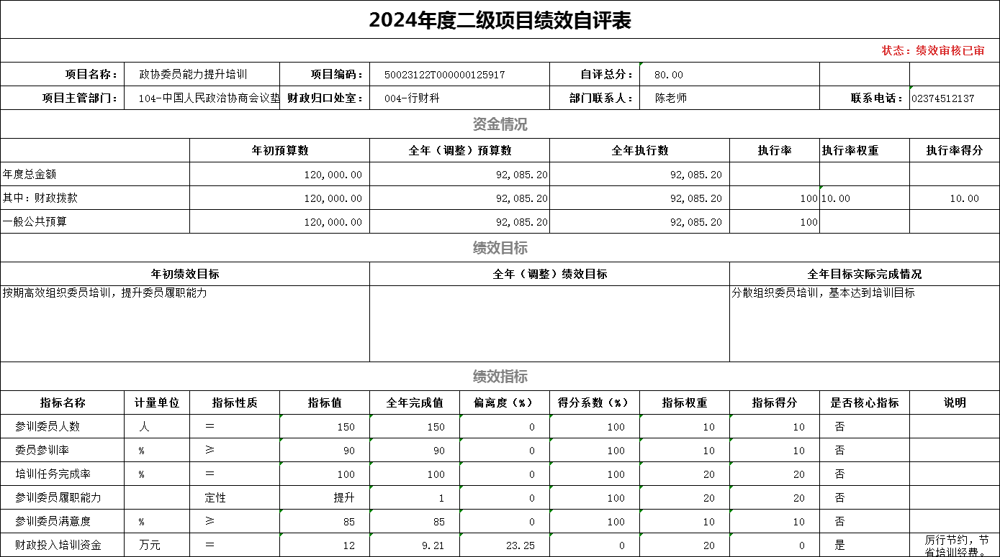 2024年度二级项目绩效自评表
状态：绩效审核已审
项目名称： 政协委员能力提升培训 项目编码： 50023122T000000125917 自评总分： 80.00
项目主管部门： 104-中国人民政治协商会议垫 财政归口处室： 004-行财科 部门联系人： 陈老师 联系电话： 02374512137
资金情况
年初预算数 全年（调整）预算数 全年执行数 执行率 执行率权重 执行率得分
年度总金额 120,000.00 92,085.20 92,085.20
其中：财政拨款 120,000.00 92,085.20 92,085.20 100 10.00 10.00
一般公共预算 120,000.00 92,085.20 92,085.20 100
绩效目标
年初绩效目标 全年（调整）绩效目标 全年目标实际完成情况
按期高效组织委员培训，提升委员履职能力 分散组织委员培训，基本达到培训目标
绩效指标
指标名称 计量单位 指标性质 指标值 全年完成值 偏离度（%） 得分系数（%） 指标权重 指标得分 是否核心指标 说明
参训委员人数 人 ＝ 150 150 0 100 10 10 否
委员参训率 % ≥ 90 90 0 100 10 10 否
培训任务完成率 % ＝ 100 100 0 100 20 20 否
参训委员履职能力 定性 提升 1 0 100 20 20 否
参训委员满意度 % ≥ 85 85 0 100 10 10 否
财政投入培训资金 万元 ＝ 12 9.21 23.25 0 20 0 是 厉行节约，节
省培训经费。